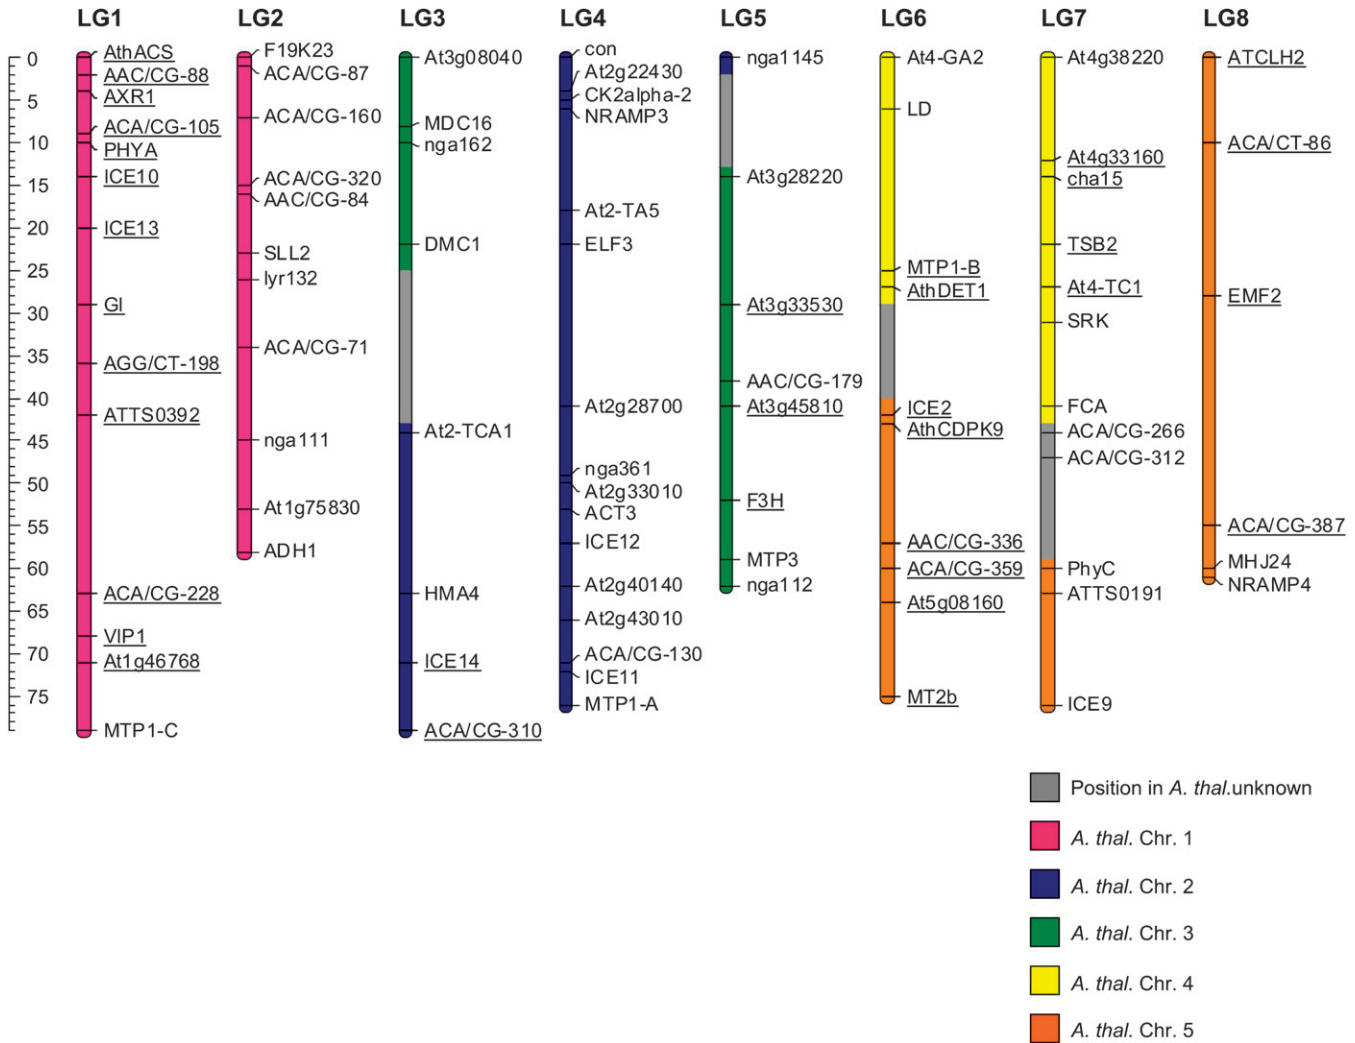 LG1 LG2 LG3 LG4 LG5 LG6 LG7 LG8
0
5
10
15
20
25
30
35
40
45
50
55
60
65
70
75
AthACS
AAC/CG-88
AXR1
ACA/CG-105
PHYA
ICE10
ICE13
GI
AGG/CT-198
ATTS0392
ACA/CG-228
VIP1
At1g46768
MTP1-C
F19K23
ACA/CG-87
ACA/CG-160
ACA/CG-320
AAC/CG-84
SLL2
lyr132
ACA/CG-71
nga111
At1g75830
ADH1
At3g08040
MDC16
nga162
DMC1
At2-TCA1
HMA4
ICE14
ACA/CG-310
con
At2g22430
CK2alpha-2
NRAMP3
At2-TA5
ELF3
At2g28700
nga361
At2g33010
ACT3
ICE12
At2g40140
At2g43010
ACA/CG-130
ICE11
MTP1-A
nga1145
At3g28220
At3g33530
AAC/CG-179
At3g45810
F3H
MTP3
nga112
At4-GA2
LD
MTP1-B
AthDET1
ICE2
AthCDPK9
AAC/CG-336
ACA/CG-359
At5g08160
MT2b
At4g38220
At4g33160
cha15
TSB2
At4-TC1
SRK
FCA
ACA/CG-266
ACA/CG-312
PhyC
ATTS0191
ICE9
ATCLH2
ACA/CT-86
EMF2
ACA/CG-387
MHJ24
NRAMP4
Position in A. thal.unknown
A. thal. Chr. 1
A. thal. Chr. 2
A. thal. Chr. 3
A. thal. Chr. 4
A. thal. Chr. 5